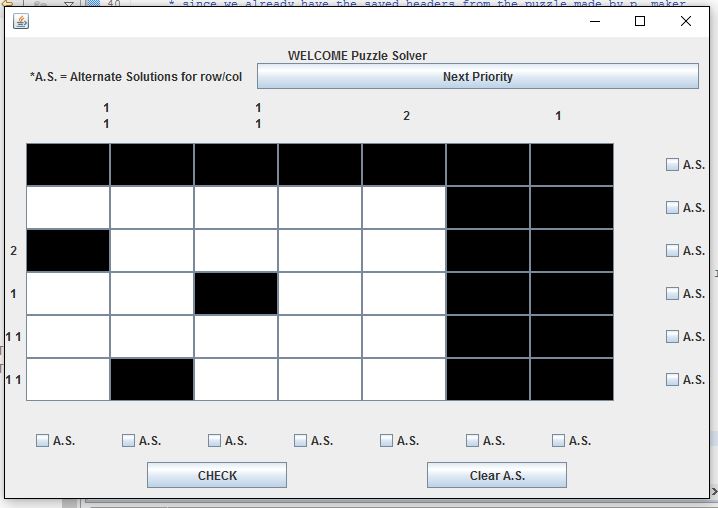 40 * since we already have the saved headers from the puzzle made by p. maker
WELCOME Puzzle Solver
*A.S. = Alternate Solutions for row/col
Next Priority
1 1 2 1
1 1
A.S.
A.S.
2 A.S.
1 A.S.
1 1 A.S.
1 1 A.S.
A.S. A.S. A.S. A.S. A.S. A.S. A.S.
CHECK Clear A.S.